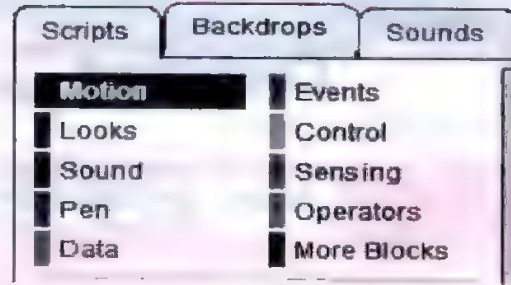 Scripts Backdrops Sounds
Motion Events
Looks Control
Sound Sensing
Pen Operators
Data More Blocks